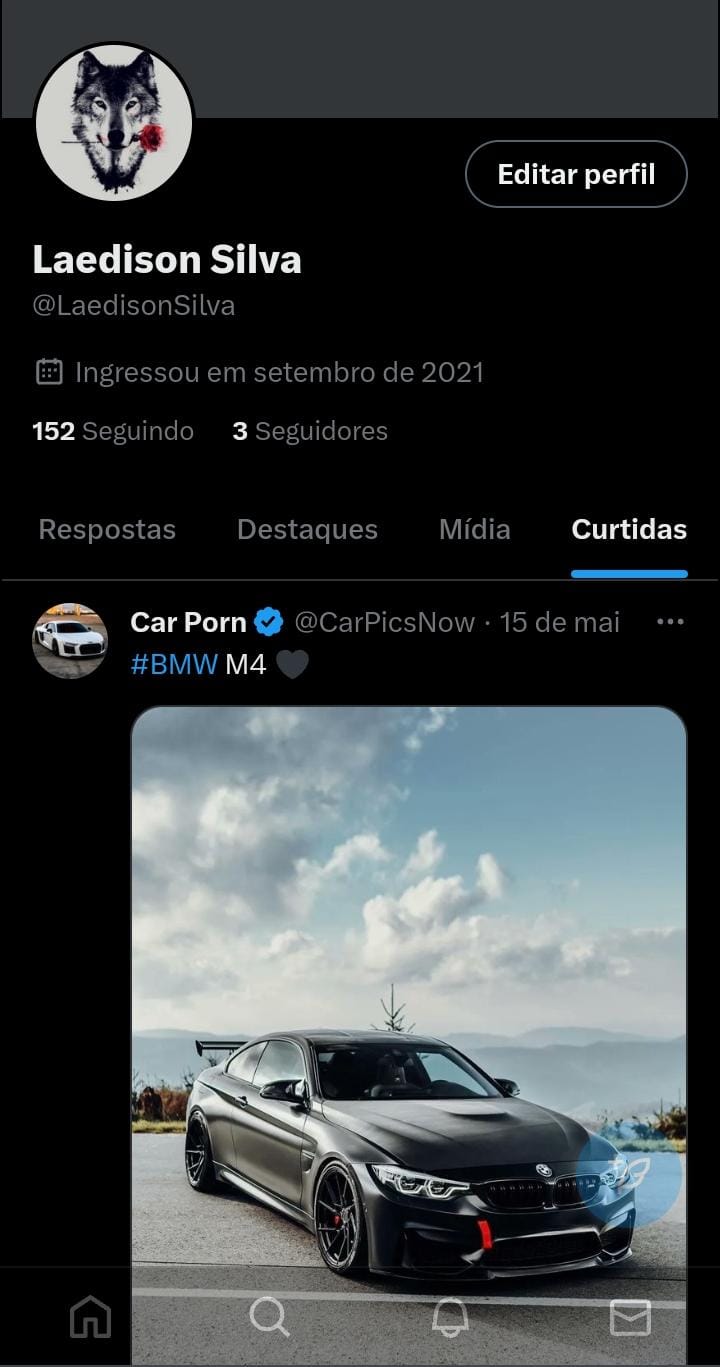 Editar perfil
Laedison Silva
@LaedisonSilva
Ingressou em setembro de 2021
152 Seguindo 3 Seguidores
Respostas Destaques Mídia Curtidas
Car Porn @CarPicsNow · 15 de mai
#BMW M4 🖤